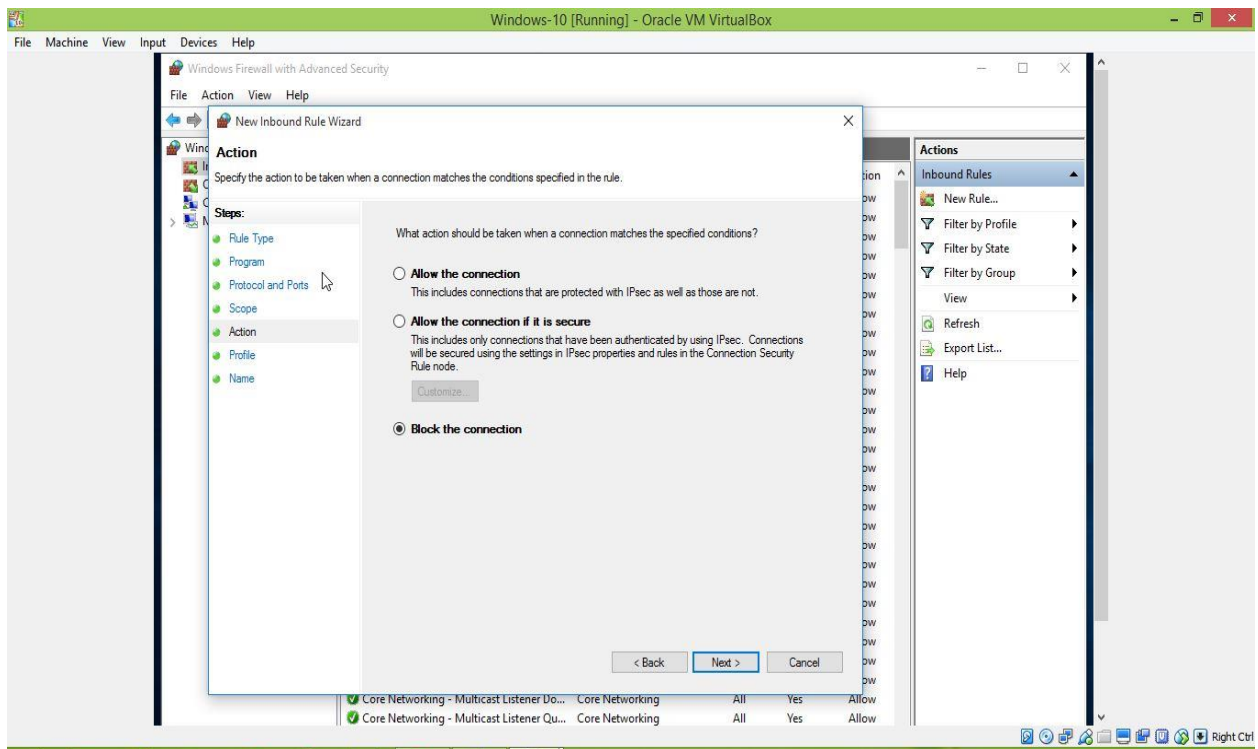 Windows-10 [Running] - Oracle VM VirtualBox
File Machine View Input Devices Help
Windows Firewall with Advanced Security
File Action View Help
New Inbound Rule Wizard
Action
Specify the action to be taken when a connection matches the conditions specified in the rule.
Steps:
Rule Type
Program
Protocol and Ports
Scope
Action
Profile
Name
What action should be taken when a connection matches the specified conditions?
Allow the connection
This includes connections that are protected with IPsec as well as those are not.
Allow the connection if it is secure
This includes only connections that have been authenticated by using IPsec. Connections
will be secured using the settings in IPsec properties and rules in the Connection Security
Rule node.
Customize...
Block the connection
< Back Next > Cancel
Core Networking - Multicast Listener Do... Core Networking All Yes Allow
Core Networking - Multicast Listener Qu... Core Networking All Yes Allow
Actions
Inbound Rules
New Rule...
Filter by Profile
Filter by State
Filter by Group
View
Refresh
Export List...
Help
Right Ctrl